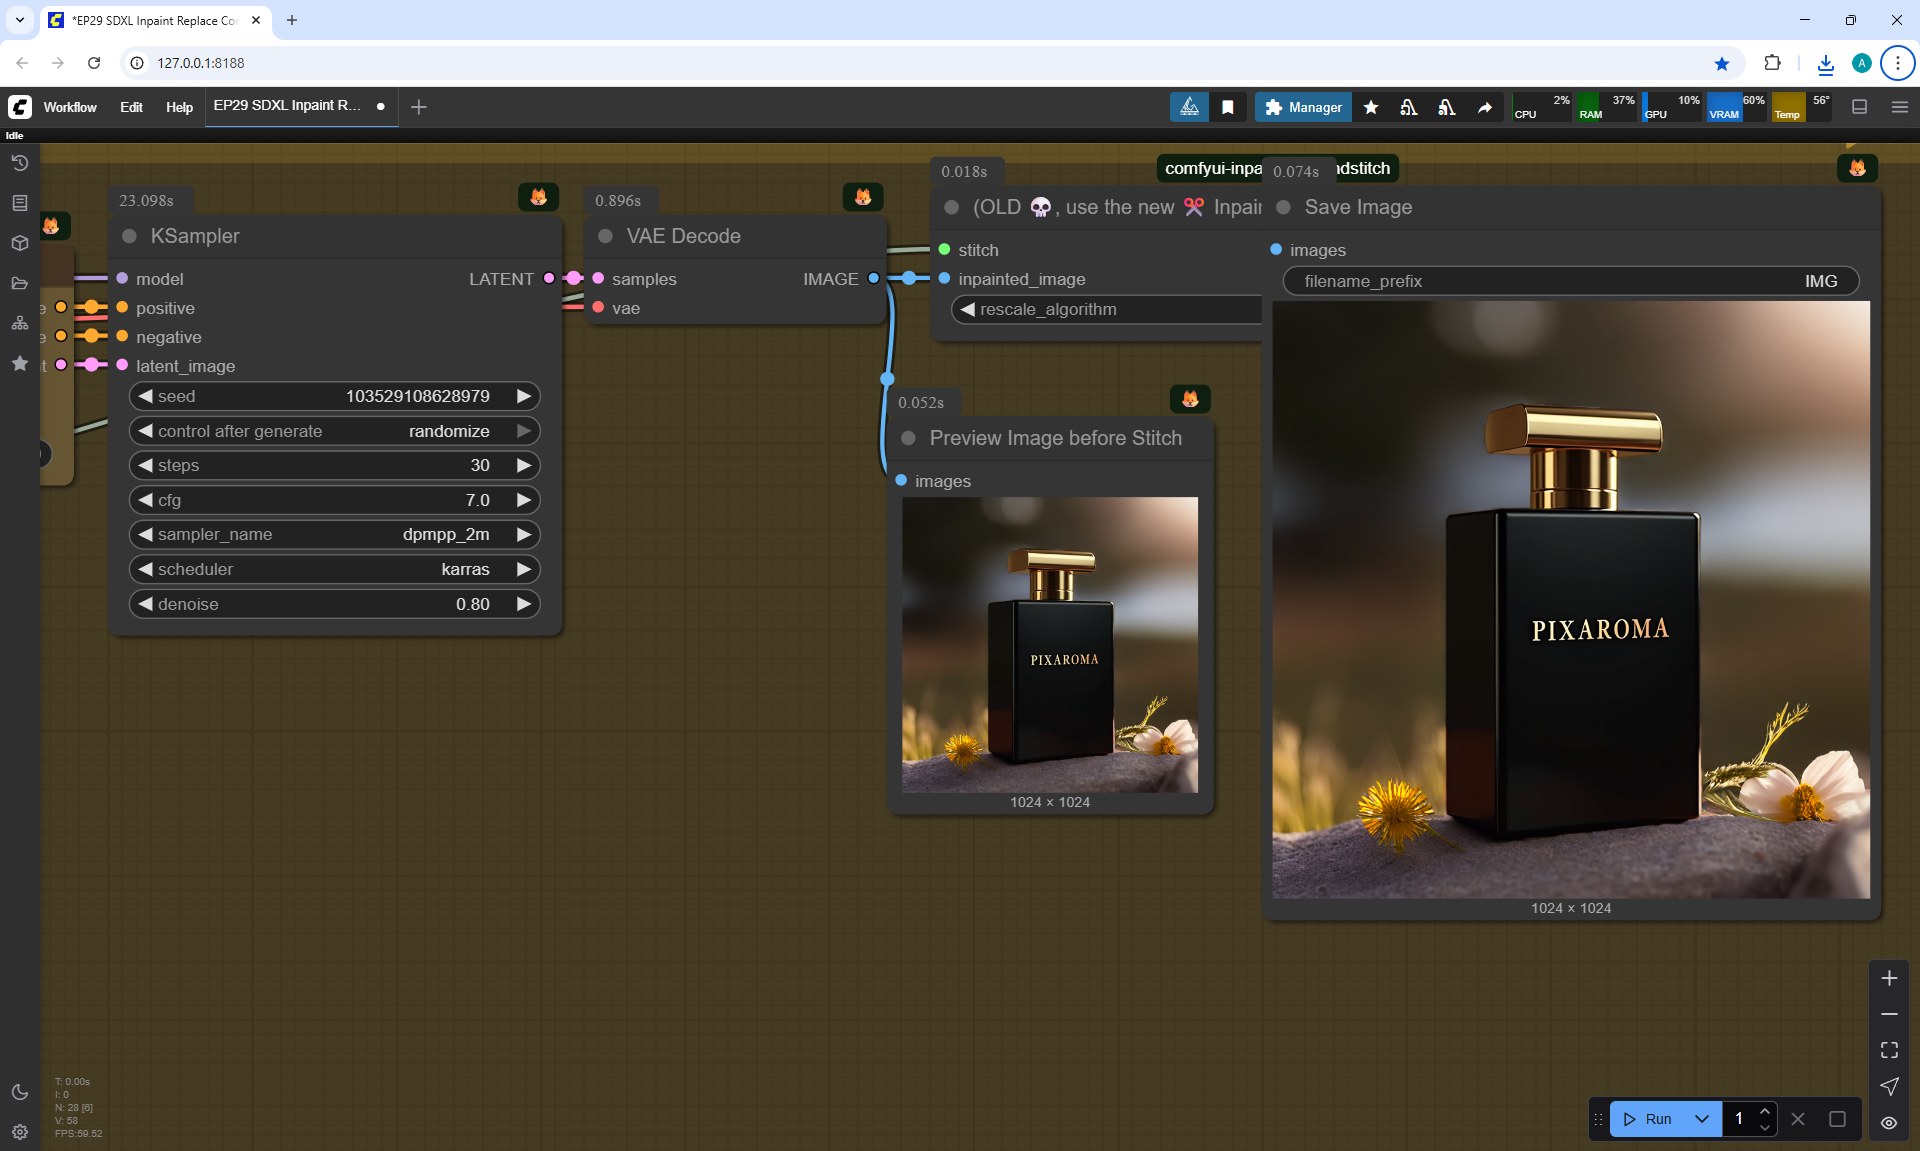 *EP29 SDXL Inpaint Replace Co
127.0.0.1:8188
Workflow
Edit
Help
EP29 SDXL Inpaint R...
Manager
CPU
2%
RAM
37%
GPU
10%
VRAM
60%
Temp
56°
Idle
23.098s
KSampler
model
LATENT
positive
negative
latent_image
seed
103529108628979
control after generate
randomize
steps
30
cfg
7.0
sampler_name
dpmpp_2m
scheduler
karras
denoise
0.80
0.896s
VAE Decode
samples
IMAGE
vae
0.018s
comfyui-inpa
ndstitch
(OLD 💀, use the new ✂ Inpai
stitch
inpainted_image
rescale_algorithm
0.052s
Preview Image before Stitch
images
PIXAROMA
1024 × 1024
0.074s
Save Image
images
filename_prefix
IMG
PIXAROMA
1024 × 1024
T: 0.00s
I: 0
N: 28 [6]
V: 58
FPS:59.52
Run
1
A